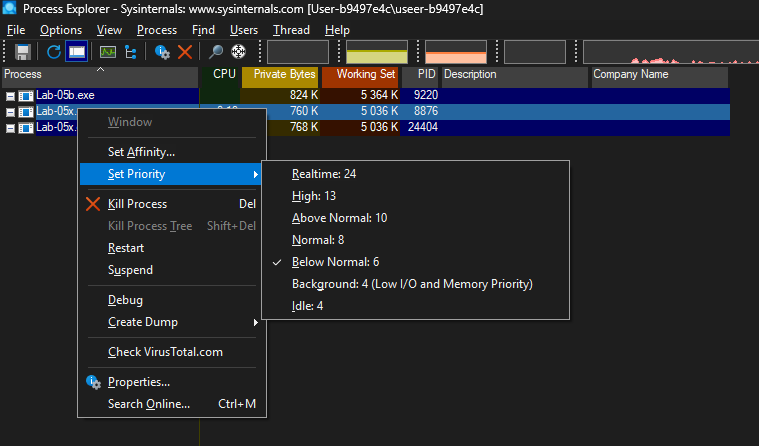 Process Explorer - Sysinternals: www.sysinternals.com [User-b9497e4c\useer-b9497e4c]
File Options View Process Find Users Thread Help
Process CPU Private Bytes Working Set PID Description Company Name
Lab-05b.exe 824 K 5 364 K 9220
Lab-05x. 760 K 5 036 K 8876
Lab-05x. 768 K 5 036 K 24404
Window
Set Affinity...
Set Priority
Kill Process Del
Kill Process Tree Shift+Del
Restart
Suspend
Debug
Create Dump
Check VirusTotal.com
Properties...
Search Online... Ctrl+M
Realtime: 24
High: 13
Above Normal: 10
Normal: 8
Below Normal: 6
Background: 4 (Low I/O and Memory Priority)
Idle: 4